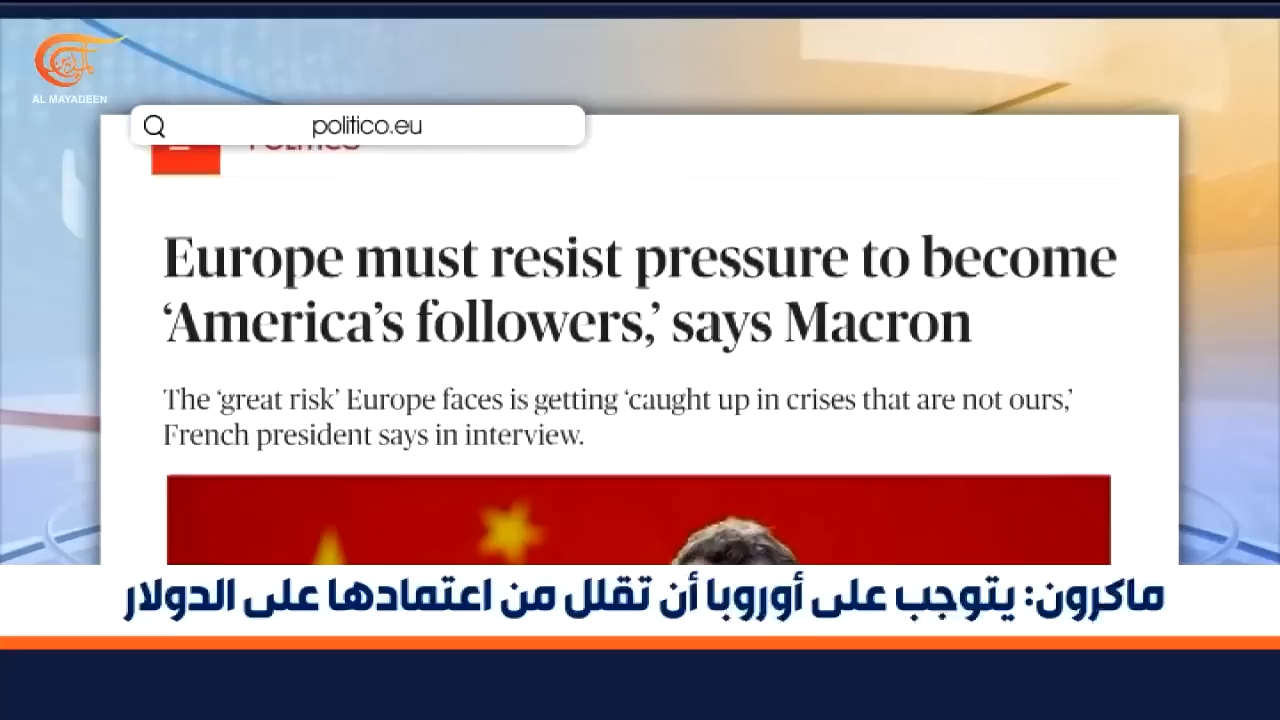 AL MAYADEEN
politico.eu
POLITICO
Europe must resist pressure to become
‘America’s followers,’ says Macron
The ‘great risk’ Europe faces is getting ‘caught up in crises that are not ours,’
French president says in interview.
ماكرون: يتوجب على أوروبا أن تقلل من اعتمادها على الدولار